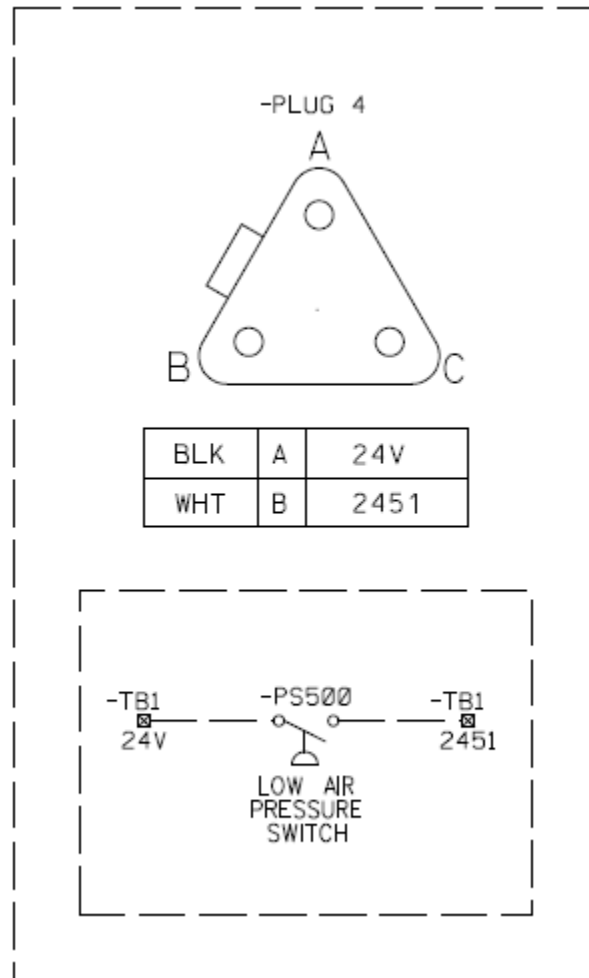 -PLUG 4
A
B
C
BLK A 24V
WHT B 2451
-TB1 -PS500 -TB1
24V 2451
LOW AIR
PRESSURE
SWITCH